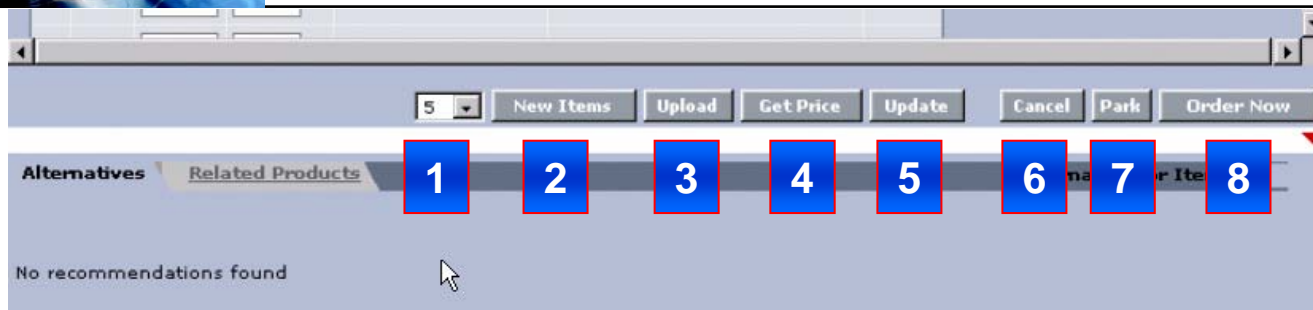 5 New Items Upload Get Price Update Cancel Park Order Now
Alternatives Related Products 1 2 3 4 5 6 7 8
No recommendations found